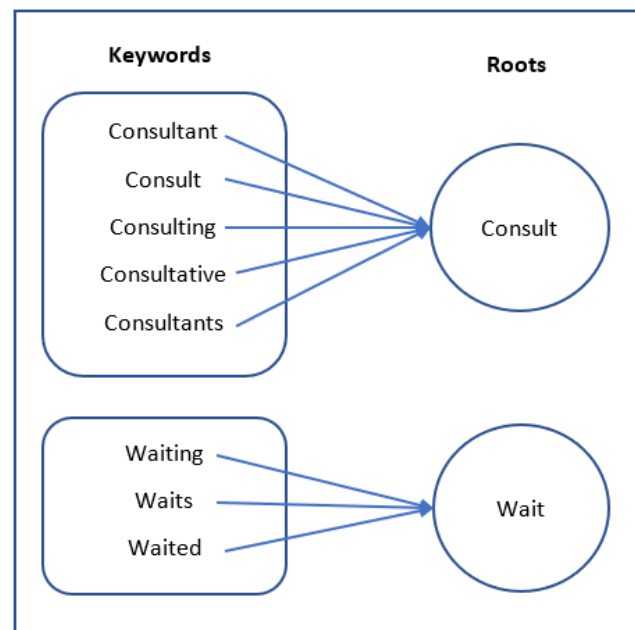 Keywords
Roots
Consultant
Consult
Consulting
Consultative
Consultants
Consult
Waiting
Waits
Waited
Wait